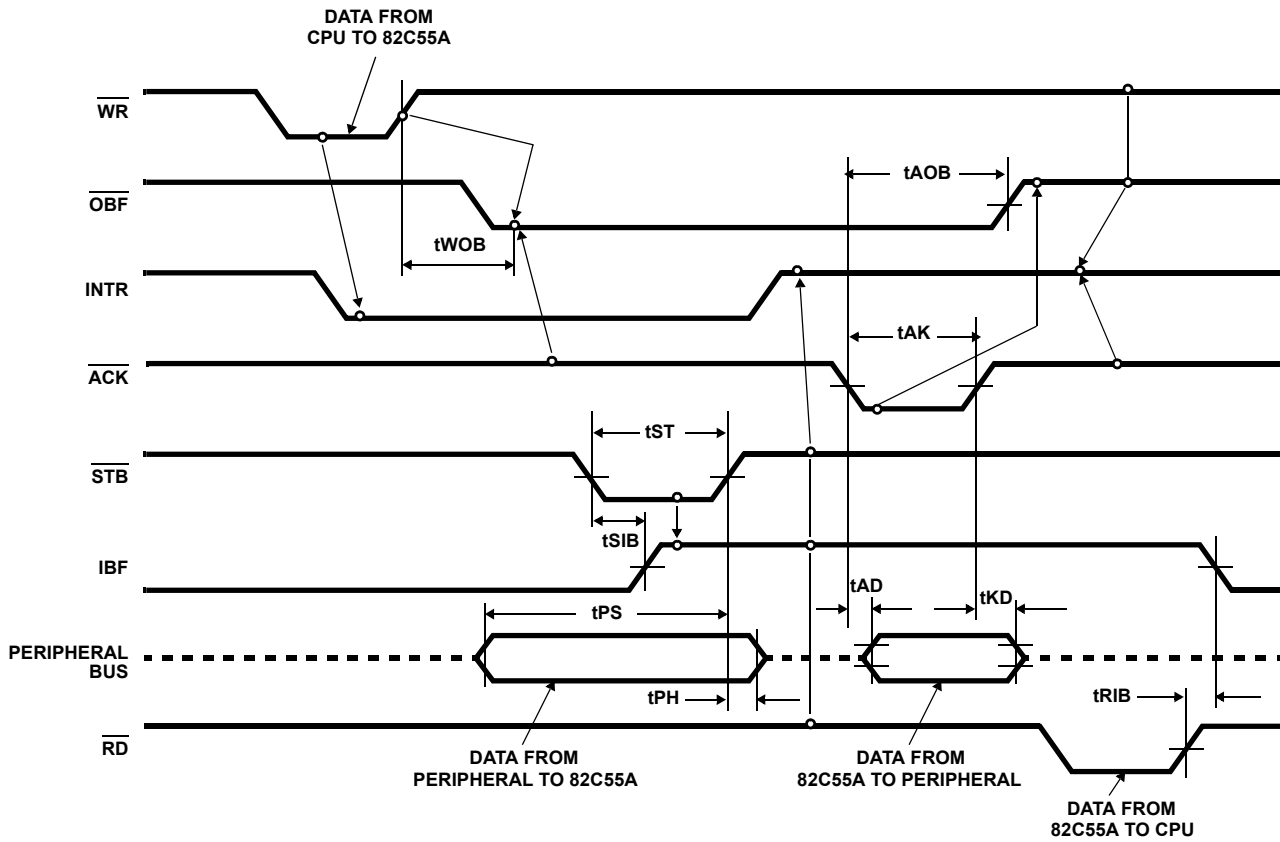 DATA FROM
CPU TO 82C55A
WR
tAOB
OBF
tWOB
INTR
tAK
ACK
tST
STB
tSIB
IBF
tAD
tKD
tPS
PERIPHERAL
BUS
tPH
tRIB
RD
DATA FROM
PERIPHERAL TO 82C55A
DATA FROM
82C55A TO PERIPHERAL
DATA FROM
82C55A TO CPU